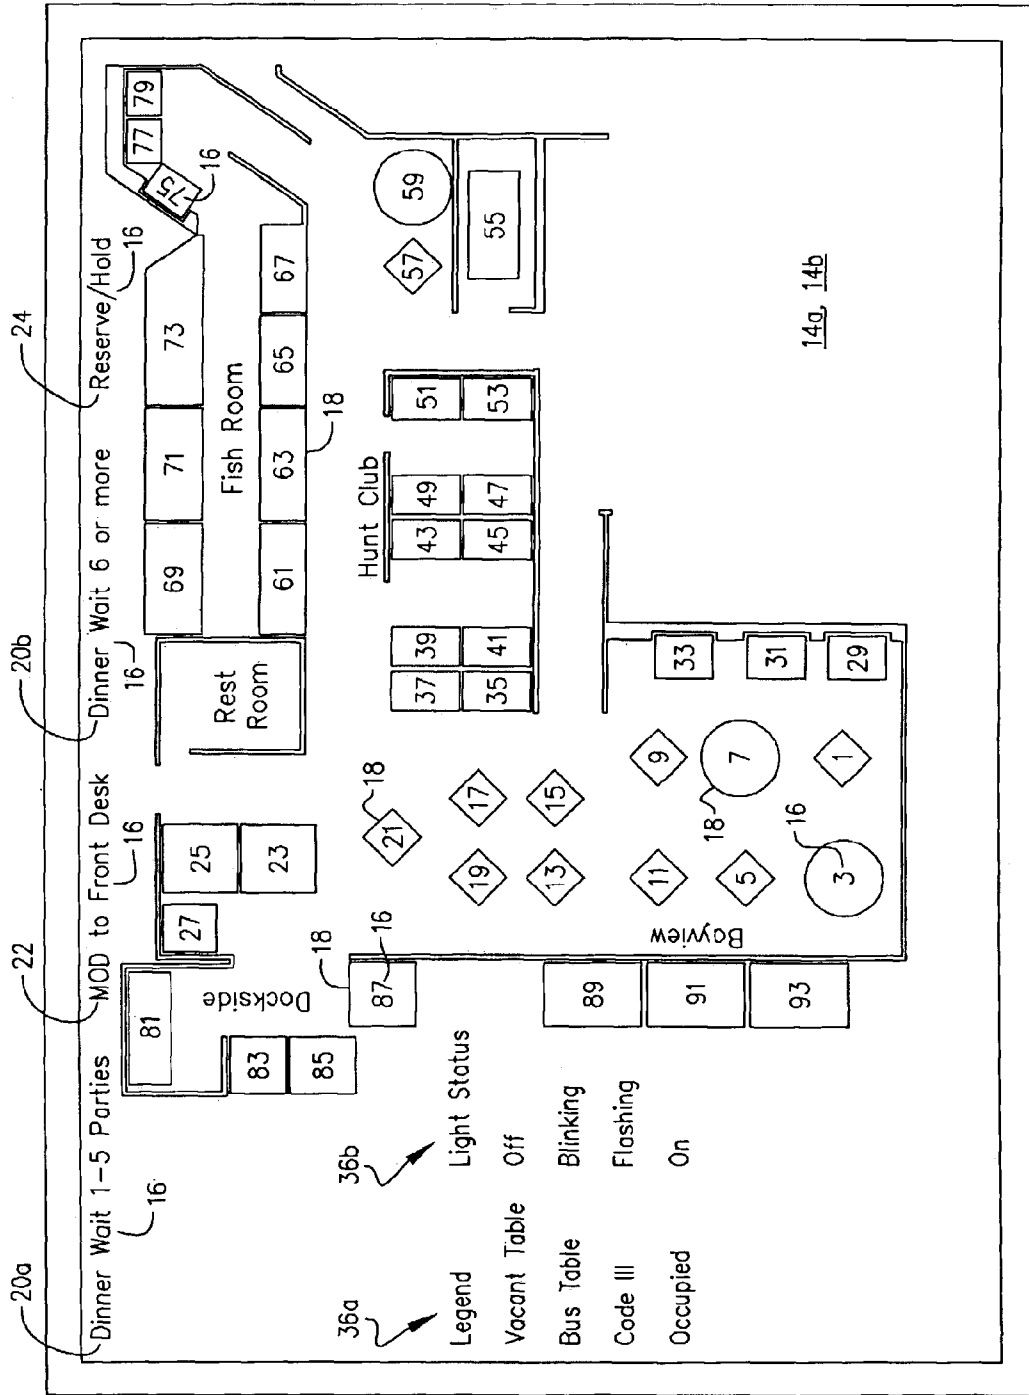 20a
22
20b
24
Dinner Wait 1-5 Parties
MOD to Front Desk
Dinner Wait 6 or more
Reserve/Hold
16
16
16
16
81
27
25
Rest
Room
69
71
73
75
16
77
79
83
85
Dockside
23
Fish Room
61
63
65
67
18
18
87
16
21
18
Hunt Club
37
39
43
49
51
35
41
45
47
53
57
59
55
36a
36b
Legend
Light Status
Vacant Table
Off
Bus Table
Blinking
Code III
Flashing
Occupied
On
89
91
93
19
17
13
15
Bayview
11
9
5
7
18
3
16
1
33
31
29
14a, 14b